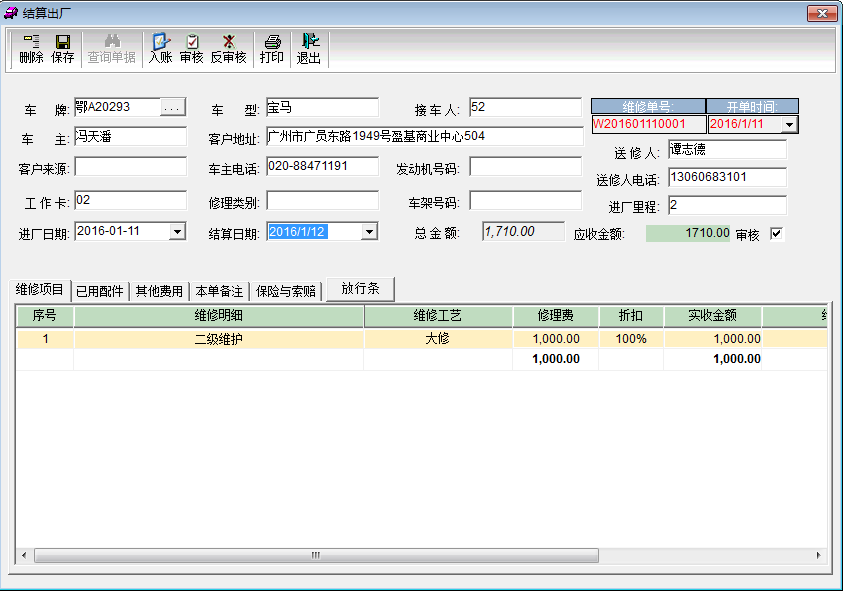 结算出厂
删除 保存 查询单据 入账 审核 反审核 打印 退出
车 牌: 鄂A20293 ... 车 型: 宝马 接车人: 52 维修单号: 开单时间:
W201601110001 2016/1/11
车 主: 冯天潘 客户地址: 广州市广员东路1949号盈基商业中心504 送修人: 谭志德
客户来源: 车主电话: 020-88471191 发动机号码: 送修人电话: 13060683101
工作卡: 02 修理类别: 车架号码: 进厂里程: 2
进厂日期: 2016-01-11 结算日期: 2016/1/12 总金额: 1,710.00 应收金额: 1710.00 审核
维修项目 已用配件 其他费用 本单备注 保险与索赔 放行条
序号 维修明细 维修工艺 修理费 折扣 实收金额
1 二级维护 大修 1,000.00 100% 1,000.00
1,000.00 1,000.00